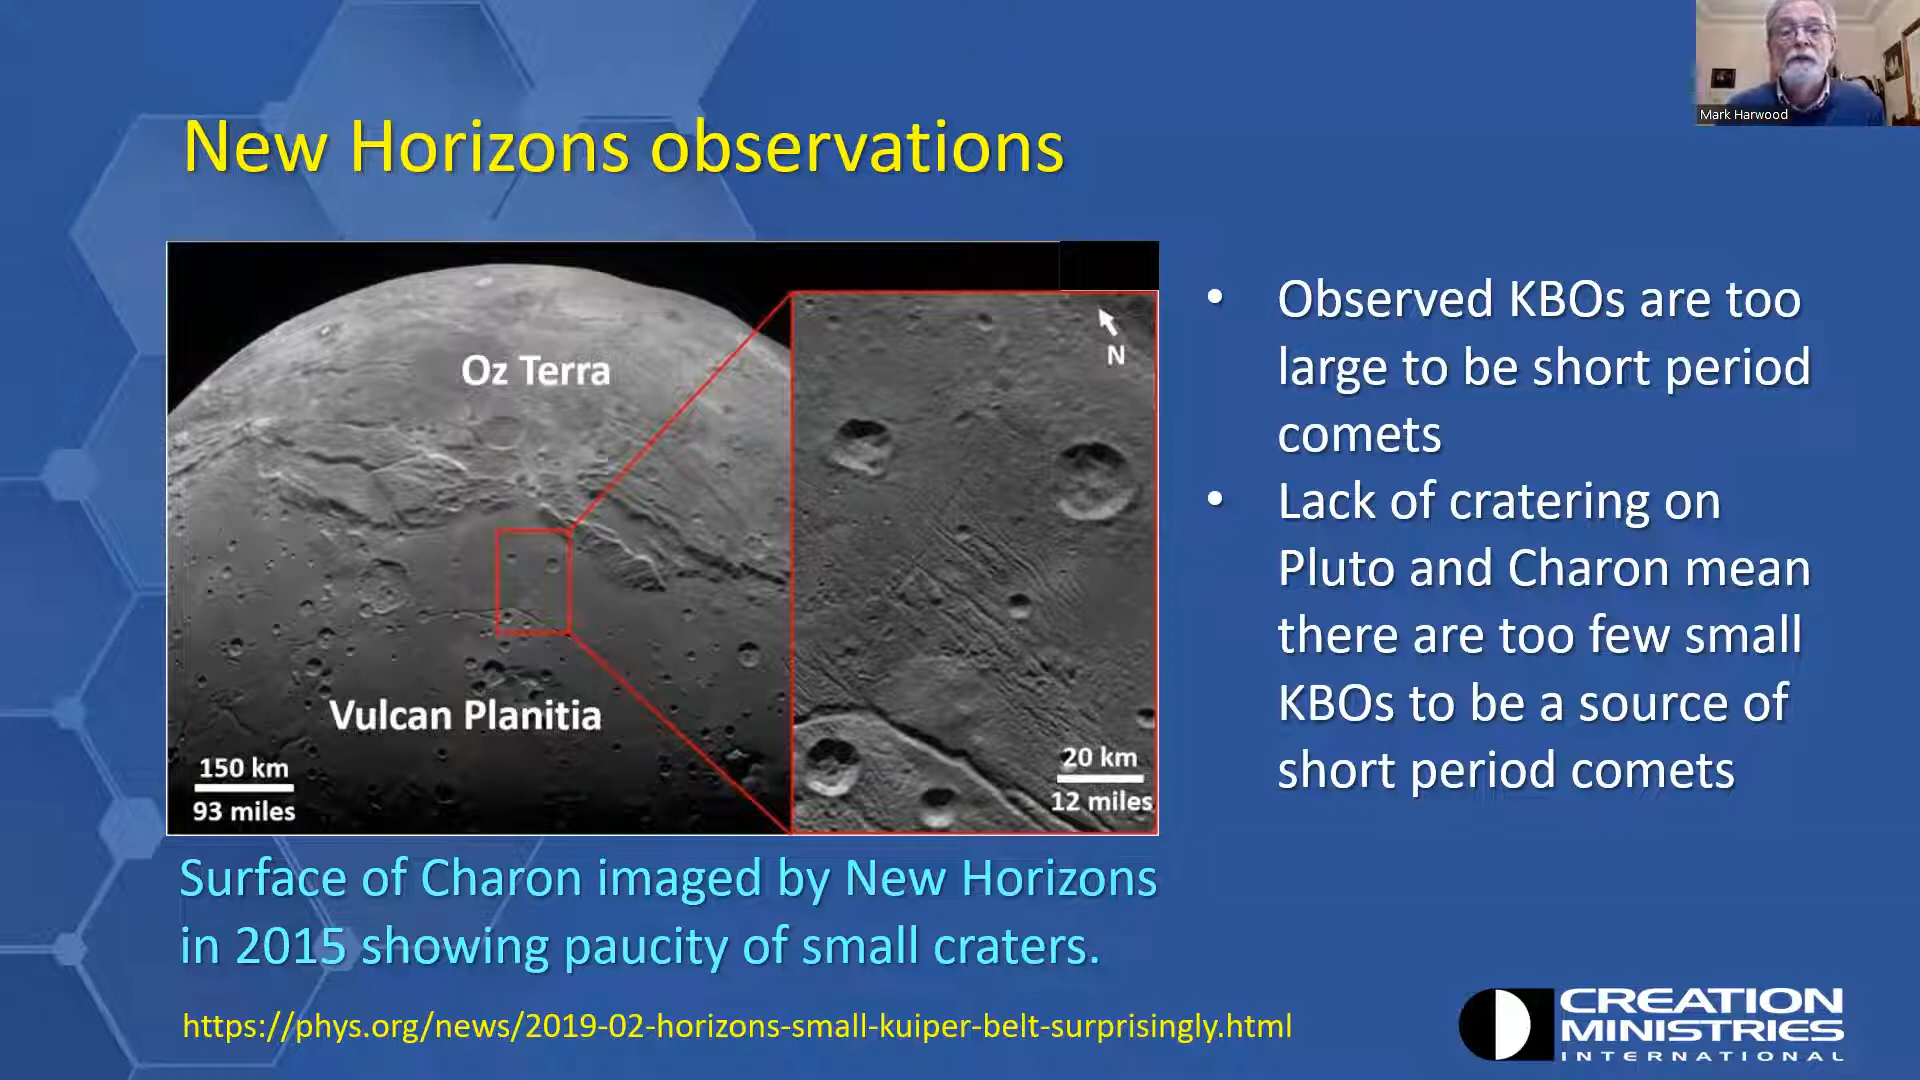 Mark Harwood
New Horizons observations
Oz Terra
Vulcan Planitia
150 km
93 miles
N
20 km
12 miles
• Observed KBOs are too
large to be short period
comets
• Lack of cratering on
Pluto and Charon mean
there are too few small
KBOs to be a source of
short period comets
Surface of Charon imaged by New Horizons
in 2015 showing paucity of small craters.
https://phys.org/news/2019-02-horizons-small-kuiper-belt-surprisingly.html
CREATION
MINISTRIES
INTERNATIONAL